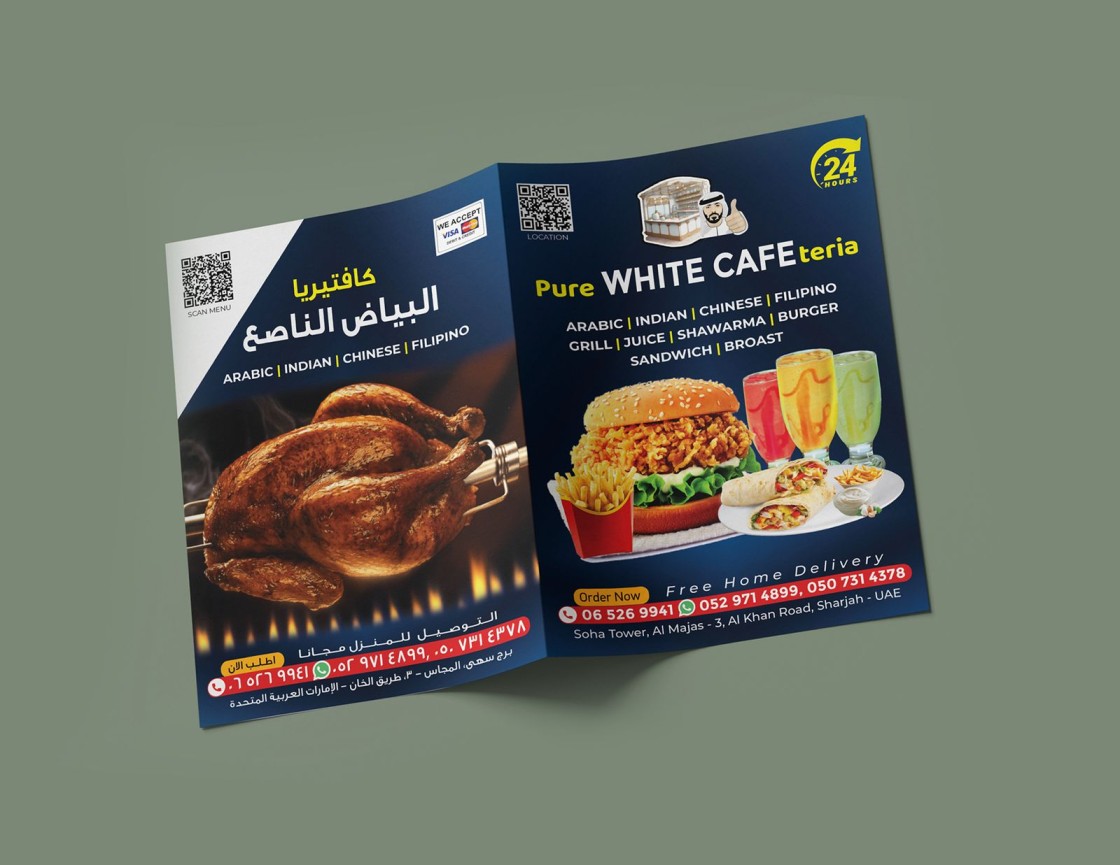 SCAN MENU
WE ACCEPT
VISA MasterCard
DEBIT & CREDIT
كافتيريا
البياض الناصع
ARABIC | INDIAN | CHINESE | FILIPINO
التوصيل للمنزل مجانا
اطلب الآن
٠٦ ٥٢٦ ٩٩٤١ ٠٥٢ ٩٧١ ٤٨٩٩, ٠٥٠ ٧٣١ ٤٣٧٨
برج سهى، المجاس - ٣، طريق الخان - الإمارات العربية المتحدة
LOCATION
24
HOURS
Pure WHITE CAFEteria
ARABIC | INDIAN | CHINESE | FILIPINO
GRILL | JUICE | SHAWARMA | BURGER
SANDWICH | BROAST
Free Home Delivery
Order Now
06 526 9941 052 971 4899, 050 731 4378
Soha Tower, Al Majas - 3, Al Khan Road, Sharjah - UAE